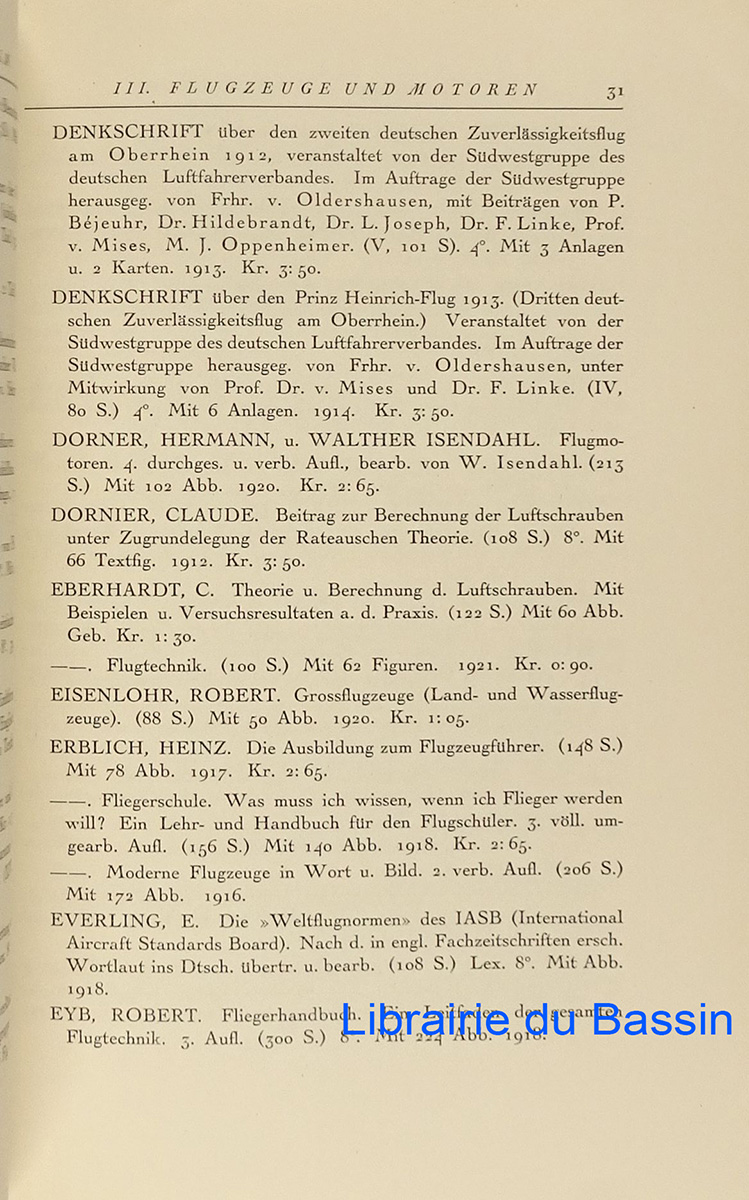 III. FLUGZEUGE UND MOTOREN 31
DENKSCHRIFT über den zweiten deutschen Zuverlässigkeitsflug
am Oberrhein 1912, veranstaltet von der Südwestgruppe des
deutschen Luftfahrerverbandes. Im Auftrage der Südwestgruppe
herausgeg. von Frhr. v. Oldershausen, mit Beiträgen von P.
Béjeuhr, Dr. Hildebrandt, Dr. L. Joseph, Dr. F. Linke, Prof.
v. Mises, M. J. Oppenheimer. (V, 101 S). 4°. Mit 3 Anlagen
u. 2 Karten. 1913. Kr. 3: 50.
DENKSCHRIFT über den Prinz Heinrich-Flug 1913. (Dritten deut-
schen Zuverlässigkeitsflug am Oberrhein.) Veranstaltet von der
Südwestgruppe des deutschen Luftfahrerverbandes. Im Auftrage der
Südwestgruppe herausgeg. von Frhr. v. Oldershausen, unter
Mitwirkung von Prof. Dr. v. Mises und Dr. F. Linke. (IV,
80 S.) 4°. Mit 6 Anlagen. 1914. Kr. 3: 50.
DORNER, HERMANN, u. WALTHER ISENDAHL. Flugmo-
toren. 4. durchges. u. verb. Aufl., bearb. von W. Isendahl. (213
S.) Mit 102 Abb. 1920. Kr. 2: 65.
DORNIER, CLAUDE. Beitrag zur Berechnung der Luftschrauben
unter Zugrundelegung der Rateauschen Theorie. (108 S.) 8°. Mit
66 Textfig. 1912. Kr. 3: 50.
EBERHARDT, C. Theorie u. Berechnung d. Luftschrauben. Mit
Beispielen u. Versuchsresultaten a. d. Praxis. (122 S.) Mit 60 Abb.
Geb. Kr. 1: 30.
——. Flugtechnik. (100 S.) Mit 62 Figuren. 1921. Kr. 0: 90.
EISENLOHR, ROBERT. Grossflugzeuge (Land- und Wasserflug-
zeuge). (88 S.) Mit 50 Abb. 1920. Kr. 1: 05.
ERBLICH, HEINZ. Die Ausbildung zum Flugzeugführer. (148 S.)
Mit 78 Abb. 1917. Kr. 2: 65.
——. Fliegerschule. Was muss ich wissen, wenn ich Flieger werden
will? Ein Lehr- und Handbuch für den Flugschüler. 3. völl. um-
gearb. Aufl. (156 S.) Mit 140 Abb. 1918. Kr. 2: 65.
——. Moderne Flugzeuge in Wort u. Bild. 2. verb. Aufl. (206 S.)
Mit 172 Abb. 1916.
EVERLING, E. Die »Weltflugnormen» des IASB (International
Aircraft Standards Board). Nach d. in engl. Fachzeitschriften ersch.
Wortlaut ins Dtsch. übertr. u. bearb. (108 S.) Lex. 8°. Mit Abb.
1918.
EYB, ROBERT. Fliegerhandbuch. Ein Leitfaden der gesamten
Flugtechnik. 3. Aufl. (300 S.) 8°. Mit 224 Abb. 1918.
Librairie du Bassin